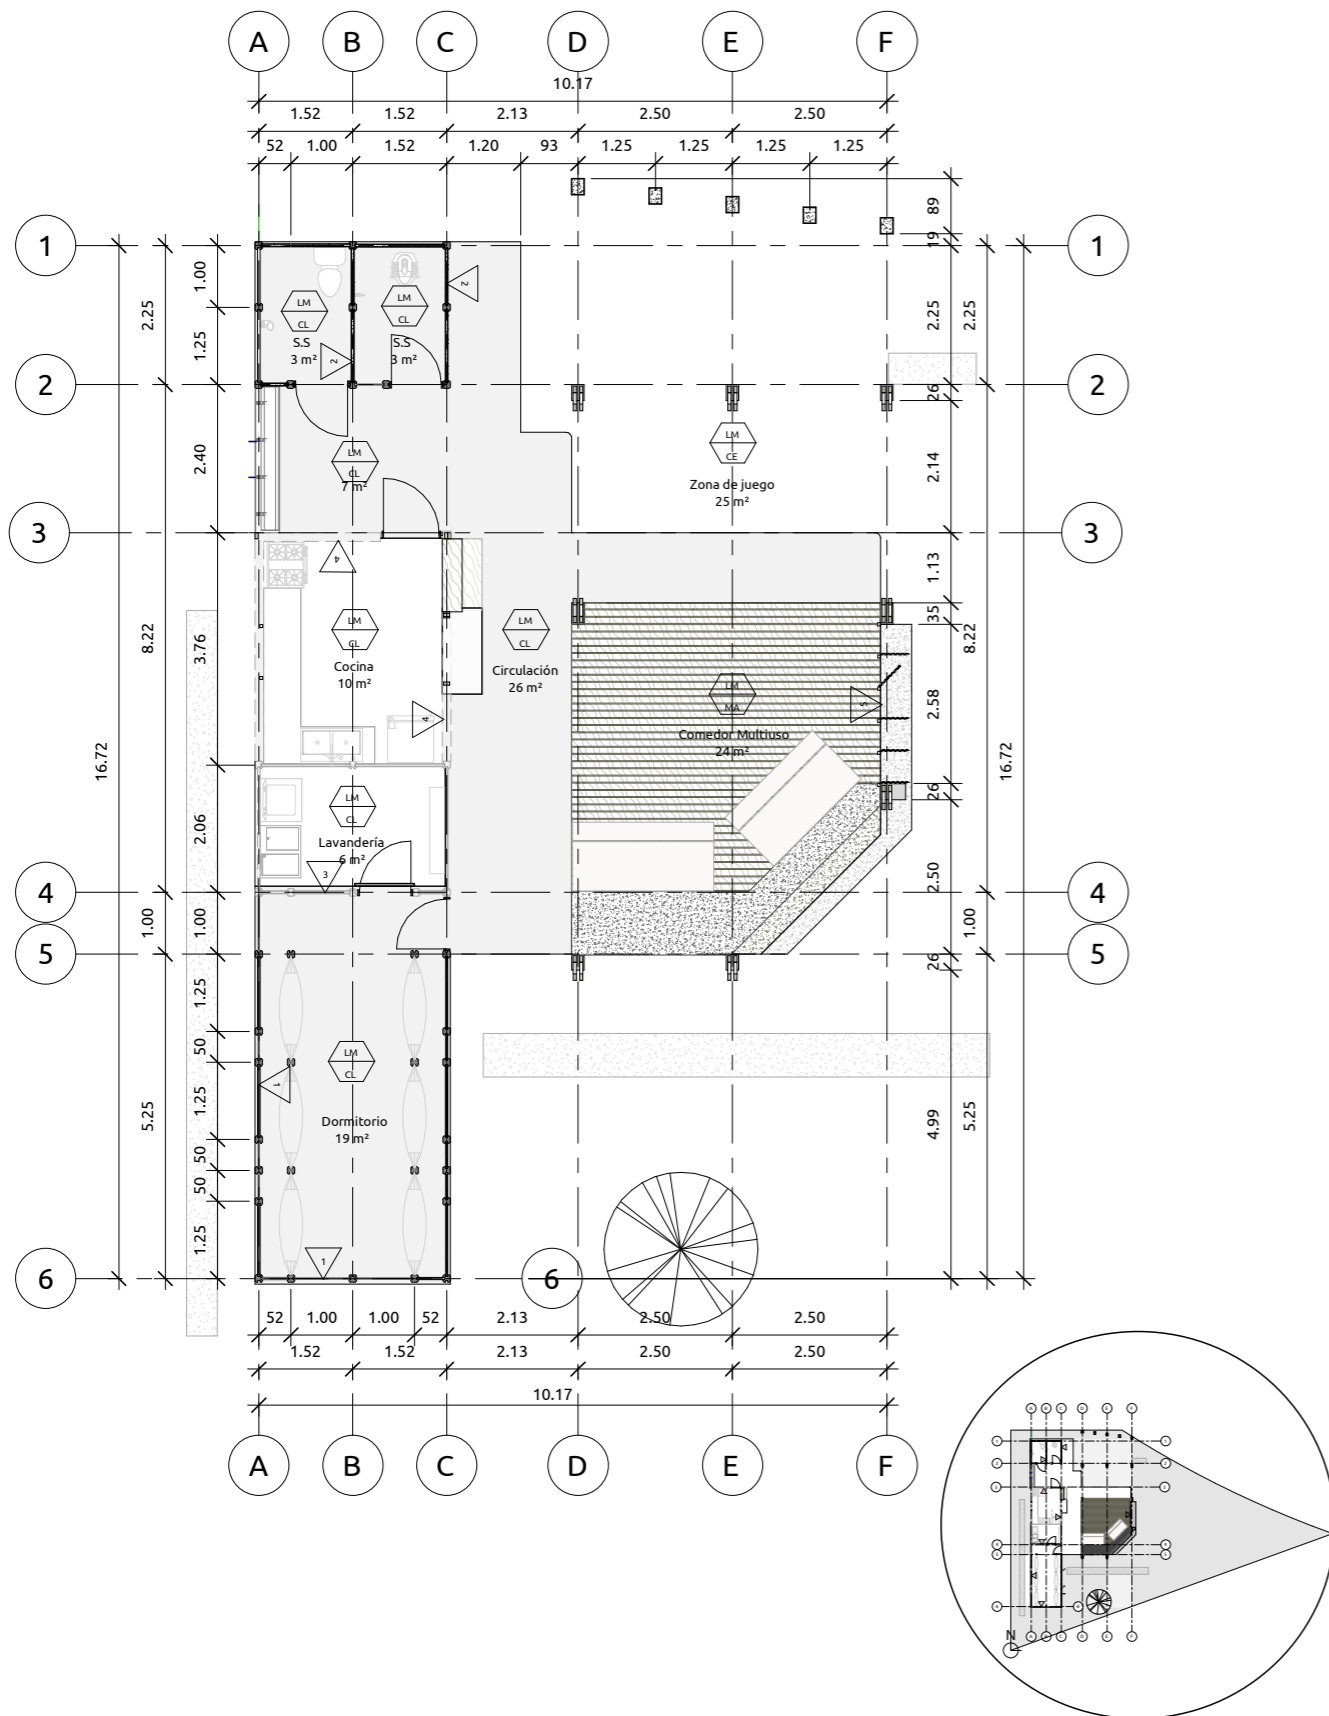 A B C D E F
10.17
1.52 1.52 2.13 2.50 2.50
52 1.00 1.52 1.20 93 1.25 1.25 1.25 1.25
89
19
1 1
1.00
2.25 2.25 2.25
1.25
LM
CL
S.S
3 m²
LM
CL
S.S
3 m²
2
2
2 2
26
2.40
LM
CL
7 m²
LM
CE
Zona de juego
25 m²
2.14
3 3
1.13
35
4
LM
CL
Cocina
10 m²
4
LM
CL
Circulación
26 m²
LM
MA
Comedor Multiuso
24 m²
5
8.22 3.76 8.22
2.58
16.72 16.72
26
2.06
LM
CL
Lavandería
6 m²
3
2.50
4 4
1.00 1.00 1.00
5 5
26
1.25
50
1.25
50
50
1.25
5.25
LM
CL
1
Dormitorio
19 m²
1
4.99 5.25
6 6
52 1.00 1.00 52 2.13 2.50 2.50
1.52 1.52 2.13 2.50 2.50
10.17
A B C D E F
N